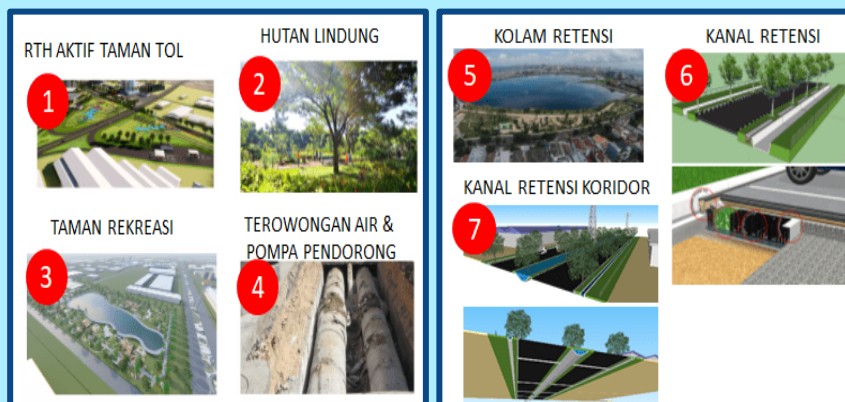 RTH AKTIF TAMAN TOL
1
HUTAN LINDUNG
2
TAMAN REKREASI
3
TEROWONGAN AIR &
POMPA PENDORONG
4
KOLAM RETENSI
5
KANAL RETENSI
6
KANAL RETENSI KORIDOR
7